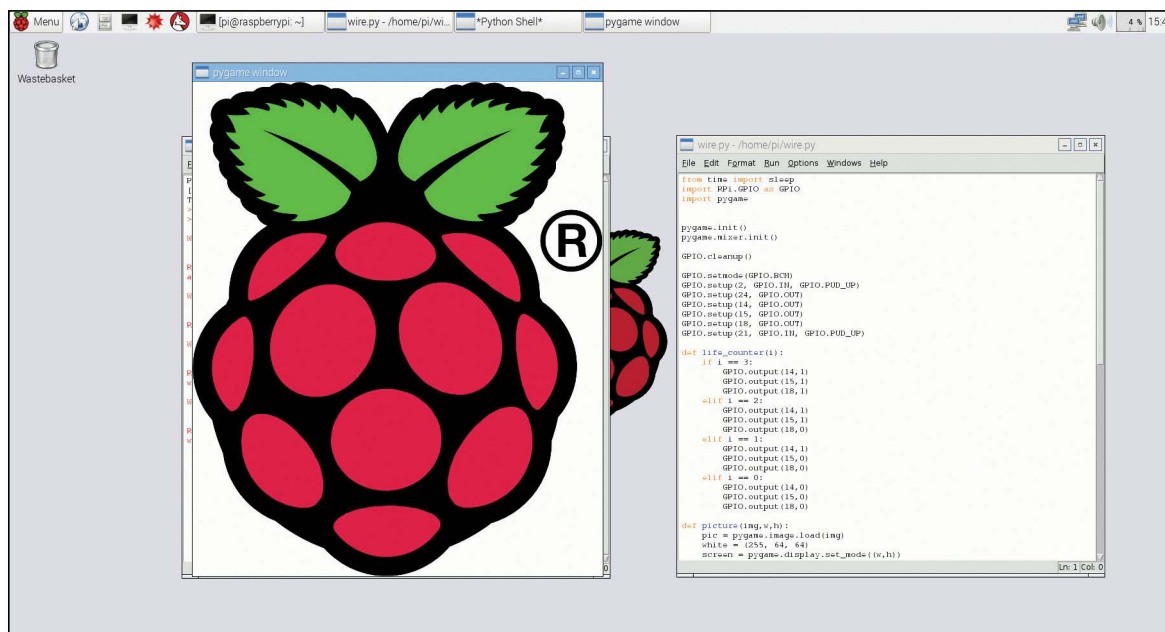 Menu
[pi@raspberrypi: ~]
wire.py - /home/pi/wi...
*Python Shell*
pygame window
4 %
15:4
Wastebasket
pygame window
®
wire.py - /home/pi/wire.py
File Edit Format Run Options Windows Help
from time import sleep
import RPi.GPIO as GPIO
import pygame
pygame.init()
pygame.mixer.init()
GPIO.cleanup()
GPIO.setmode(GPIO.BCM)
GPIO.setup(2, GPIO.IN, GPIO.PUD_UP)
GPIO.setup(24, GPIO.OUT)
GPIO.setup(14, GPIO.OUT)
GPIO.setup(15, GPIO.OUT)
GPIO.setup(18, GPIO.OUT)
GPIO.setup(21, GPIO.IN, GPIO.PUD_UP)
def life_counter(i):
    if i == 3:
        GPIO.output(14,1)
        GPIO.output(15,1)
        GPIO.output(18,1)
    elif i == 2:
        GPIO.output(14,1)
        GPIO.output(15,1)
        GPIO.output(18,0)
    elif i == 1:
        GPIO.output(14,1)
        GPIO.output(15,0)
        GPIO.output(18,0)
    elif i == 0:
        GPIO.output(14,0)
        GPIO.output(15,0)
        GPIO.output(18,0)
def picture(img,w,h):
    pic = pygame.image.load(img)
    white = (255, 64, 64)
    screen = pygame.display.set_mode((w,h))
Ln: 1 Col: 0